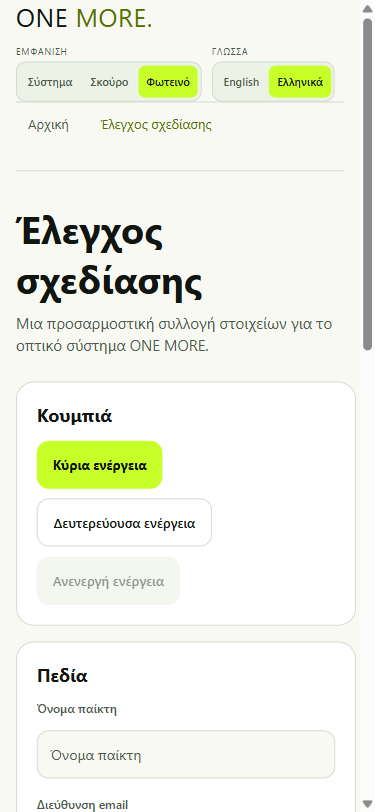 ONE MORE.
ΕΜΦΑΝΙΣΗ
ΓΛΩΣΣΑ
Σύστημα Σκούρο Φωτεινό
English Ελληνικά
Αρχική Έλεγχος σχεδίασης
Έλεγχος
σχεδίασης
Μια προσαρμοστική συλλογή στοιχείων για το
οπτικό σύστημα ONE MORE.
Κουμπιά
Κύρια ενέργεια
Δευτερεύουσα ενέργεια
Ανενεργή ενέργεια
Πεδία
Όνομα παίκτη
Όνομα παίκτη
Διεύθυνση email